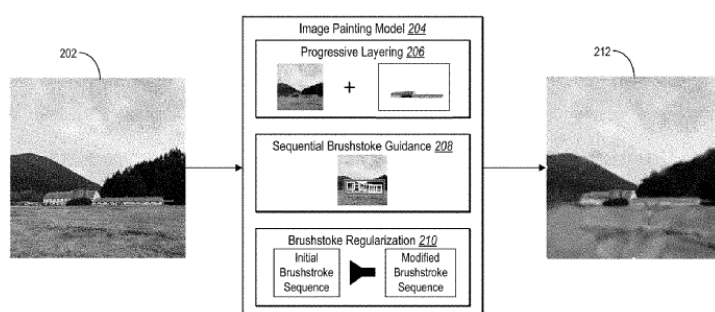 202
Image Painting Model 204
Progressive Layering 206
+
Sequential Brushstoke Guidance 208
Brushstoke Regularization 210
Initial
Brushstroke
Sequence
Modified
Brushstroke
Sequence
212